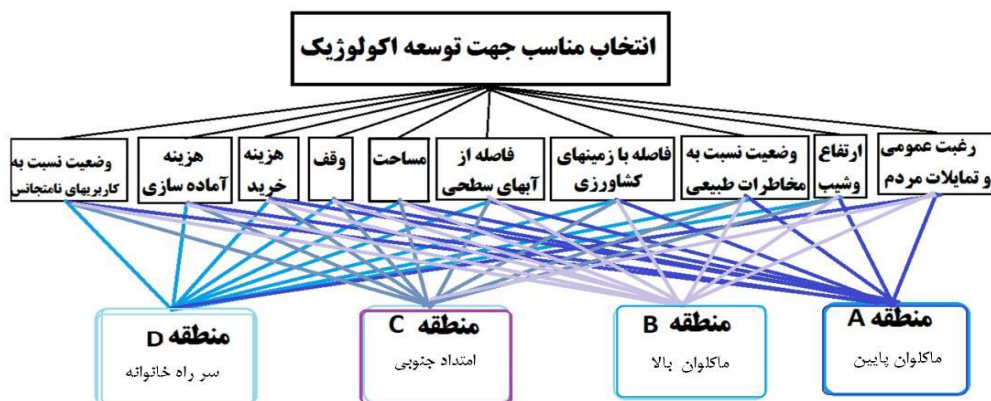 انتخاب مناسب جهت توسعه اکولوژیک
رغبت عمومی
و تمایلات مردم
ارتفاع
وشیب
وضعیت نسبت به
مخاطرات طبیعی
فاصله با زمینهای
کشاورزی
فاصله از
آبهای سطحی
مساحت
وقف
هزینه
خرید
هزینه
آماده سازی
وضعیت نسبت به
کاربریهای نامتجانس
منطقه A
ماکلوان پایین
منطقه B
ماکلوان بالا
منطقه C
امتداد جنوبی
منطقه D
سر راه خانوانه